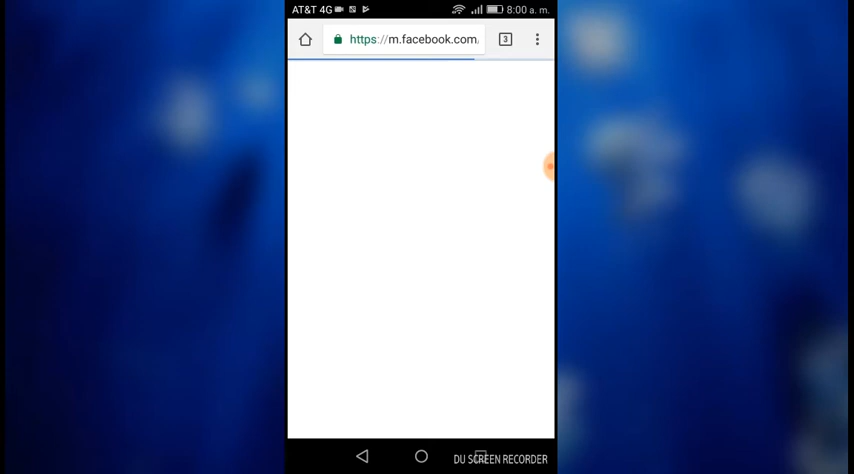 AT&T 4G 8:00 a. m.
https://m.facebook.com/ 3
DU SCREEN RECORDER